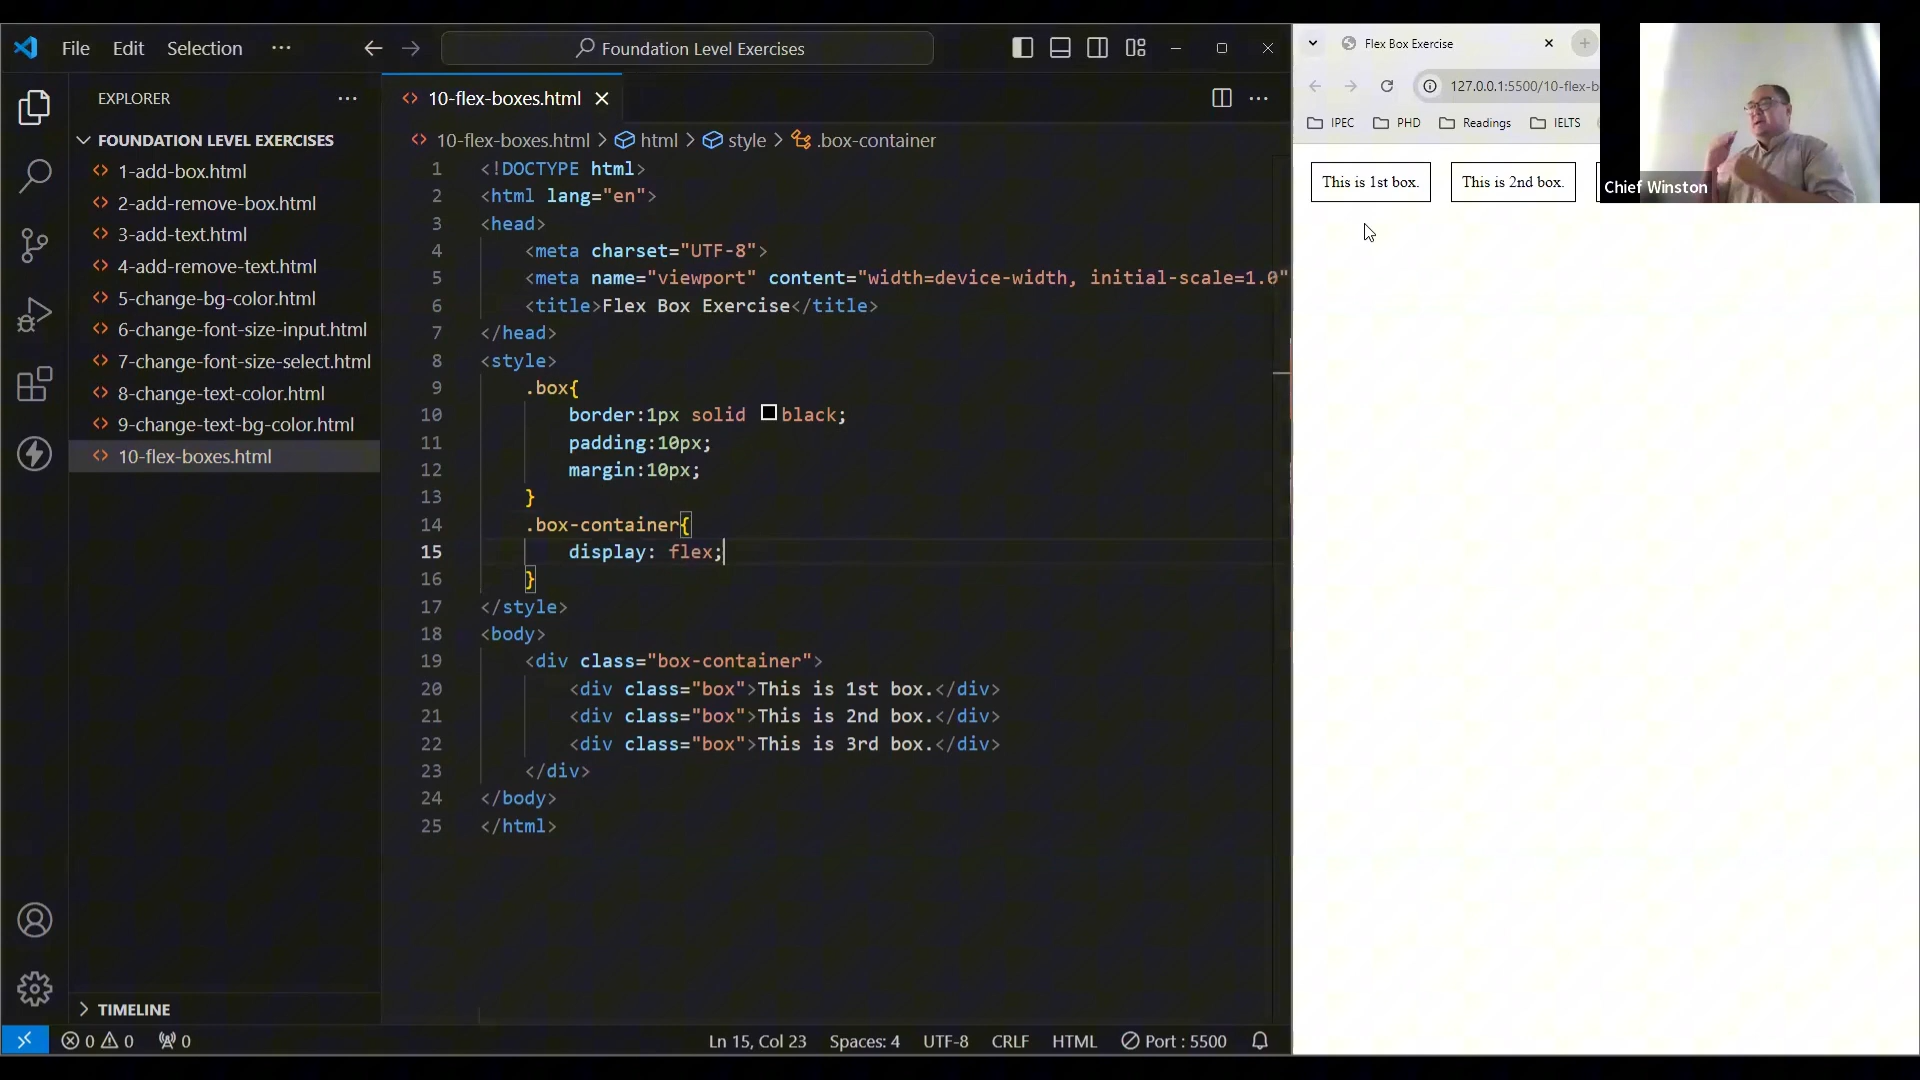 File Edit Selection ··· Foundation Level Exercises
EXPLORER
FOUNDATION LEVEL EXERCISES
1-add-box.html
2-add-remove-box.html
3-add-text.html
4-add-remove-text.html
5-change-bg-color.html
6-change-font-size-input.html
7-change-font-size-select.html
8-change-text-color.html
9-change-text-bg-color.html
10-flex-boxes.html
TIMELINE
10-flex-boxes.html
10-flex-boxes.html > html > style > .box-container
1 <!DOCTYPE html>
2 <html lang="en">
3 <head>
4 <meta charset="UTF-8">
5 <meta name="viewport" content="width=device-width, initial-scale=1.0"
6 <title>Flex Box Exercise</title>
7 </head>
8 <style>
9 .box{
10 border:1px solid black;
11 padding:10px;
12 margin:10px;
13 }
14 .box-container{
15 display: flex;
16 }
17 </style>
18 <body>
19 <div class="box-container">
20 <div class="box">This is 1st box.</div>
21 <div class="box">This is 2nd box.</div>
22 <div class="box">This is 3rd box.</div>
23 </div>
24 </body>
25 </html>
0 0 0 Ln 15, Col 23 Spaces: 4 UTF-8 CRLF HTML Port : 5500
Flex Box Exercise
127.0.0.1:5500/10-flex-b
IPEC PHD Readings IELTS
This is 1st box. This is 2nd box.
Chief Winston